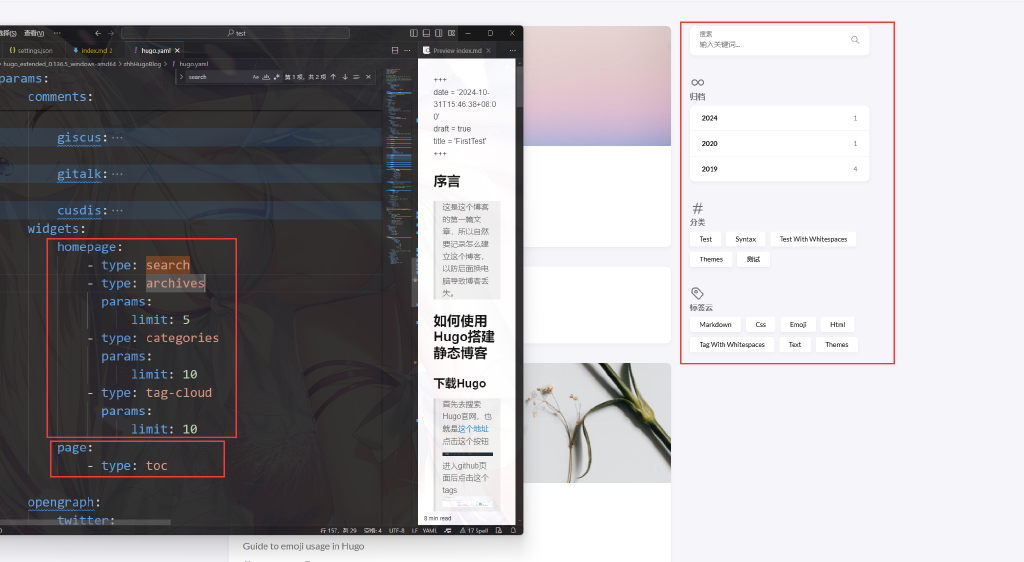 选择(S) 查看(V) ···
test
settings.json
index.md 2
hugo.yaml
Preview index.md
hugo_extended_0.136.5_windows-amd64 > zhhHugoBlog > hugo.yaml
search
Aa ab 第 1 项, 共 2 项
params:
comments:
giscus: ···
gitalk: ···
cusdis: ···
widgets:
homepage:
- type: search
- type: archives
params:
limit: 5
- type: categories
params:
limit: 10
- type: tag-cloud
params:
limit: 10
page:
- type: toc
opengraph:
twitter:
行 157, 列 29 空格: 4 UTF-8 LF YAML 17 Spell
+++
date = '2024-10-
31T15:46:38+08:0
0'
draft = true
title = 'FirstTest'
+++
序言
这是这个博客
的第一篇文
章，所以自然
要记录怎么建
立这个博客，
以防后面换电
脑导致博客丢
失。
如何使用
Hugo搭建
静态博客
下载Hugo
首先去搜索
Hugo官网，也
就是这个地址
点击这个按钮
进入github页
面后点击这个
tags
8 min read
Guide to emoji usage in Hugo
搜索
输入关键词...
归档
2024 1
2020 1
2019 4
分类
Test Syntax Test With Whitespaces
Themes 测试
标签云
Markdown Css Emoji Html
Tag With Whitespaces Text Themes